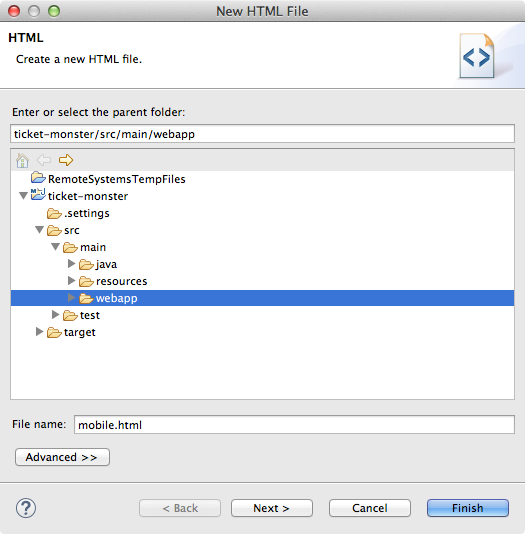 New HTML File
HTML
Create a new HTML file.
Enter or select the parent folder:
ticket-monster/src/main/webapp
RemoteSystemsTempFiles
ticket-monster
.settings
src
main
java
resources
webapp
test
target
File name: mobile.html
Advanced >>
? < Back Next > Cancel Finish